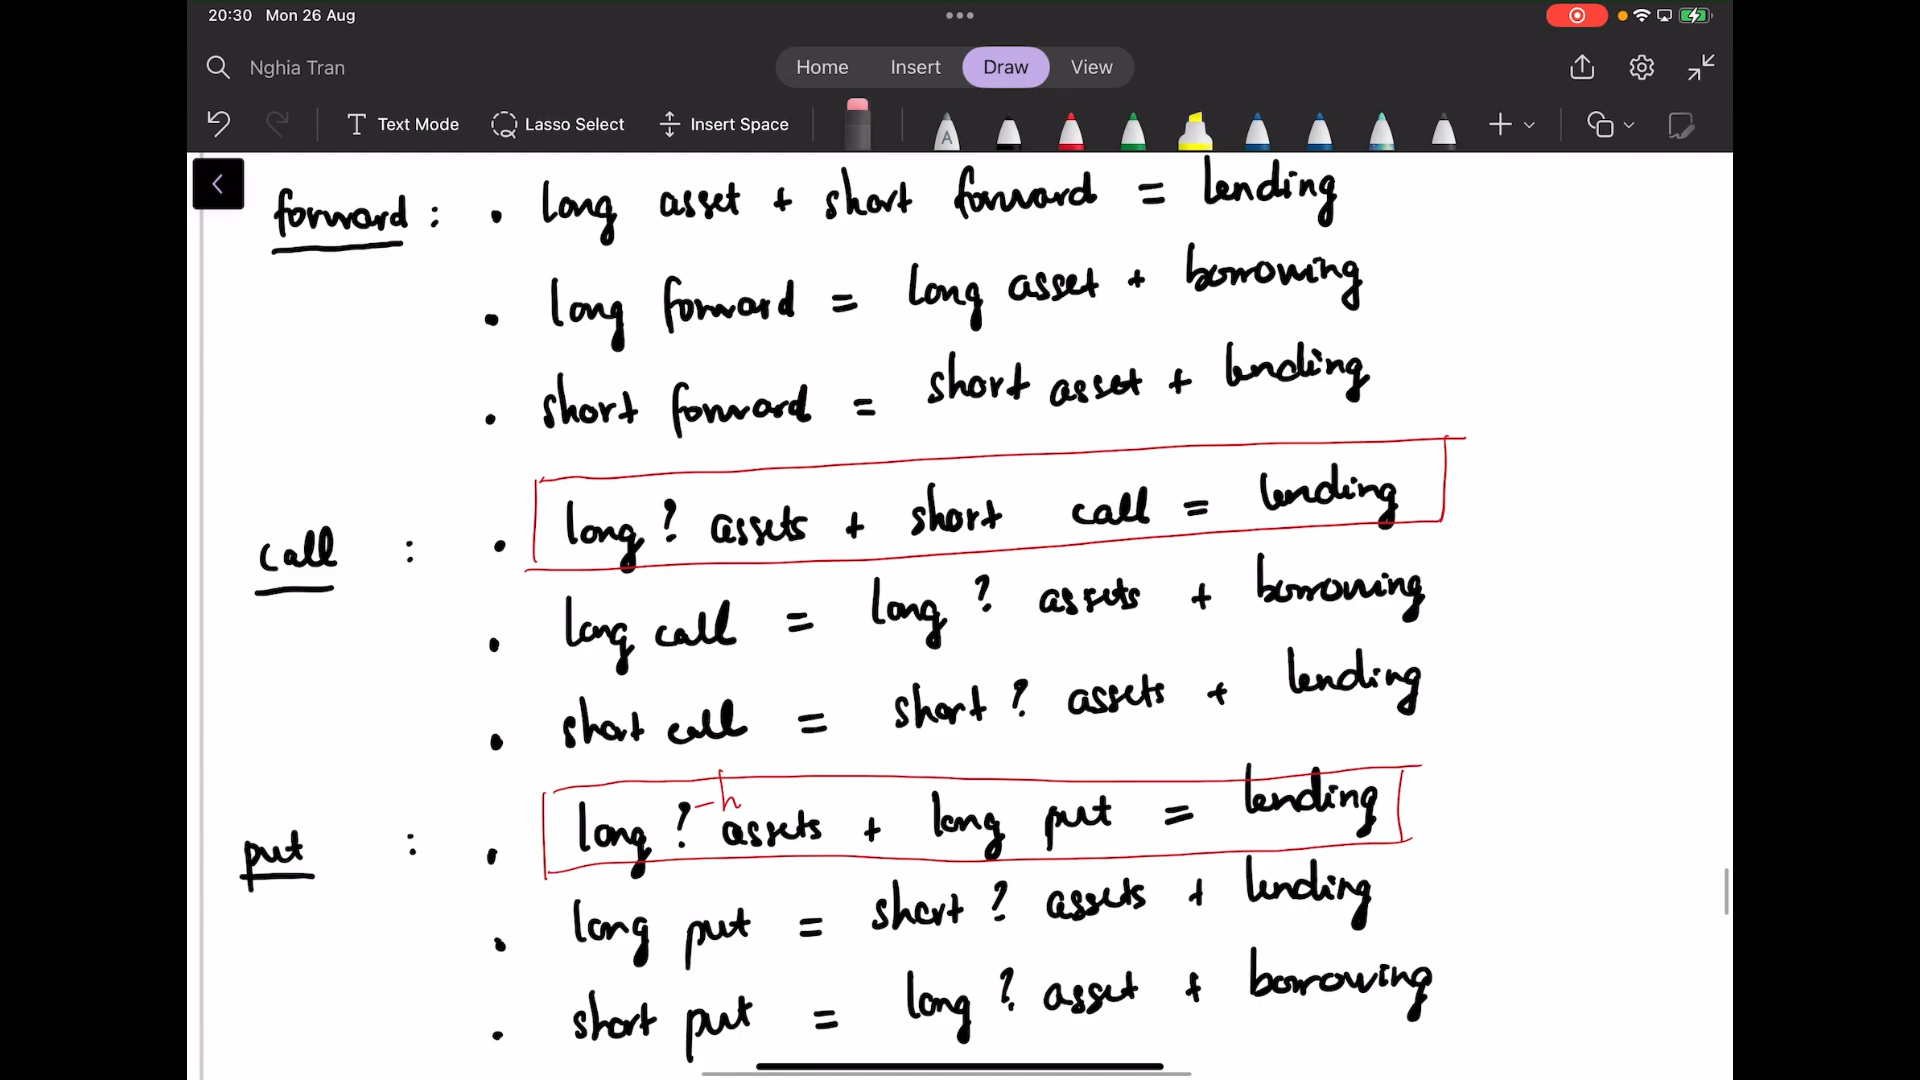 20:30 Mon 26 Aug
Nghia Tran
Home Insert Draw View
Text Mode Lasso Select Insert Space
A
forward : • long asset + short forward = lending
• long forward = long asset + borrowing
• short forward = short asset + lending
call : • long ? assets + short call = lending
• long call = long ? assets + borrowing
• short call = short ? assets + lending
h
put : • long ? assets + long put = lending
• long put = short ? assets + lending
• short put = long ? asset + borrowing